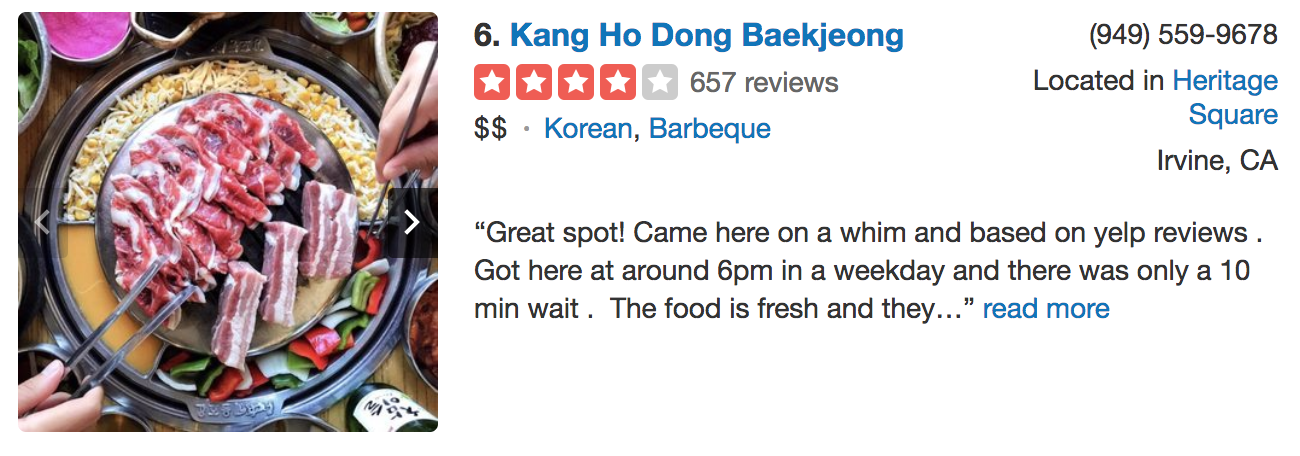 6. Kang Ho Dong Baekjeong
657 reviews
$$ · Korean, Barbeque
(949) 559-9678
Located in Heritage
Square
Irvine, CA
“Great spot! Came here on a whim and based on yelp reviews .
Got here at around 6pm in a weekday and there was only a 10
min wait .  The food is fresh and they…” read more